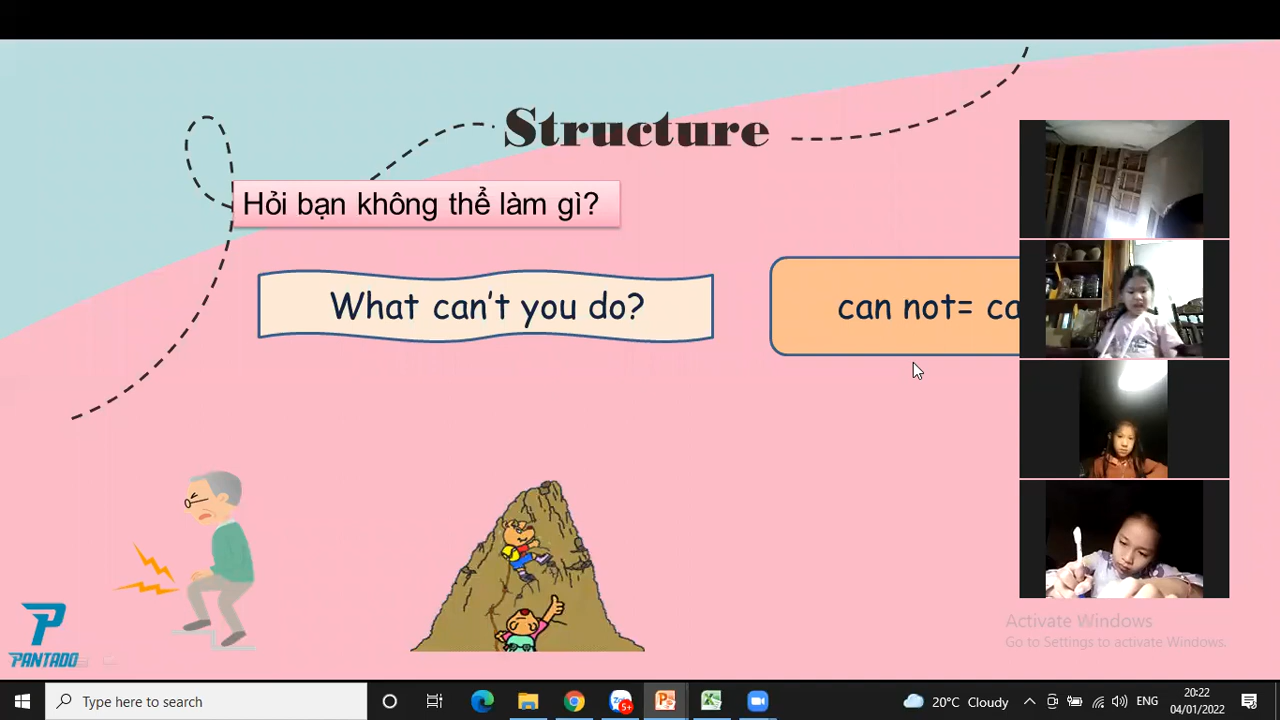 Structure
Hỏi bạn không thể làm gì?
What can't you do?
can not= ca
PANTADO
Activate Windows
Go to Settings to activate Windows.
Type here to search
5+
20°C Cloudy
ENG
20:22
04/01/2022